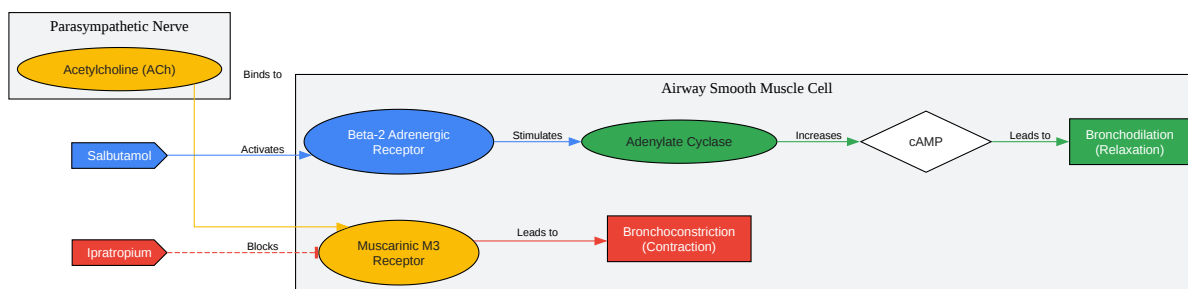 Parasympathetic Nerve
Acetylcholine (ACh)
Binds to
Airway Smooth Muscle Cell
Salbutamol
Activates
Beta-2 Adrenergic
Receptor
Stimulates
Adenylate Cyclase
Increases
cAMP
Leads to
Bronchodilation
(Relaxation)
Ipratropium
Blocks
Muscarinic M3
Receptor
Leads to
Bronchoconstriction
(Contraction)